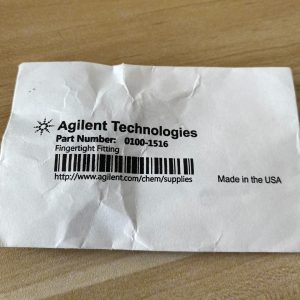 Agilent Technologies
Part Number: 0100-1516
Fingertight Fitting
http://www.agilent.com/chem/supplies
Made in the USA